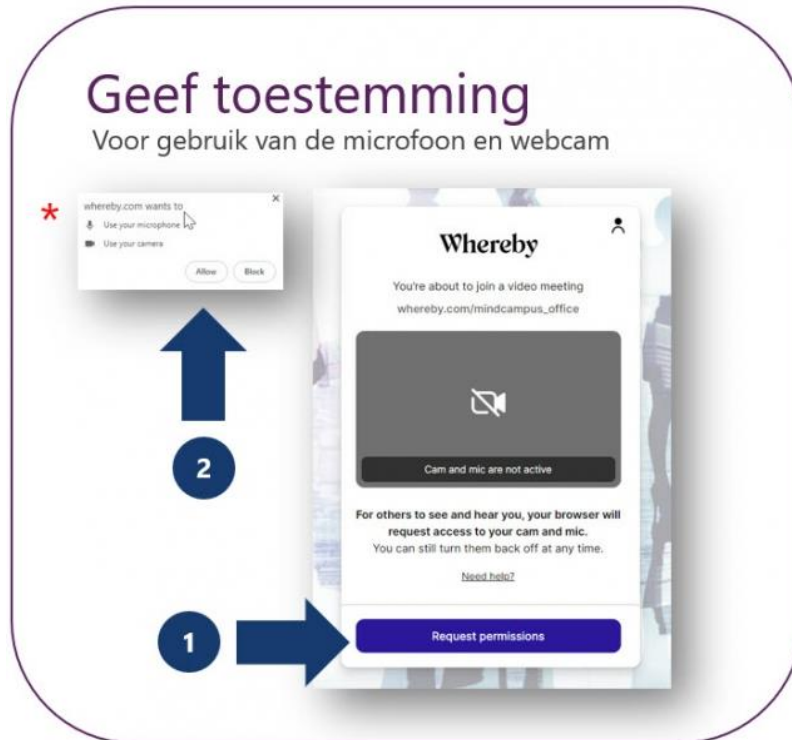 Geef toestemming
Voor gebruik van de microfoon en webcam
*
whereby.com wants to
Use your microphone
Use your camera
Allow Block
2
Whereby
You're about to join a video meeting
whereby.com/mindcampus_office
Cam and mic are not active
For others to see and hear you, your browser will
request access to your cam and mic.
You can still turn them back off at any time.
Need help?
1
Request permissions